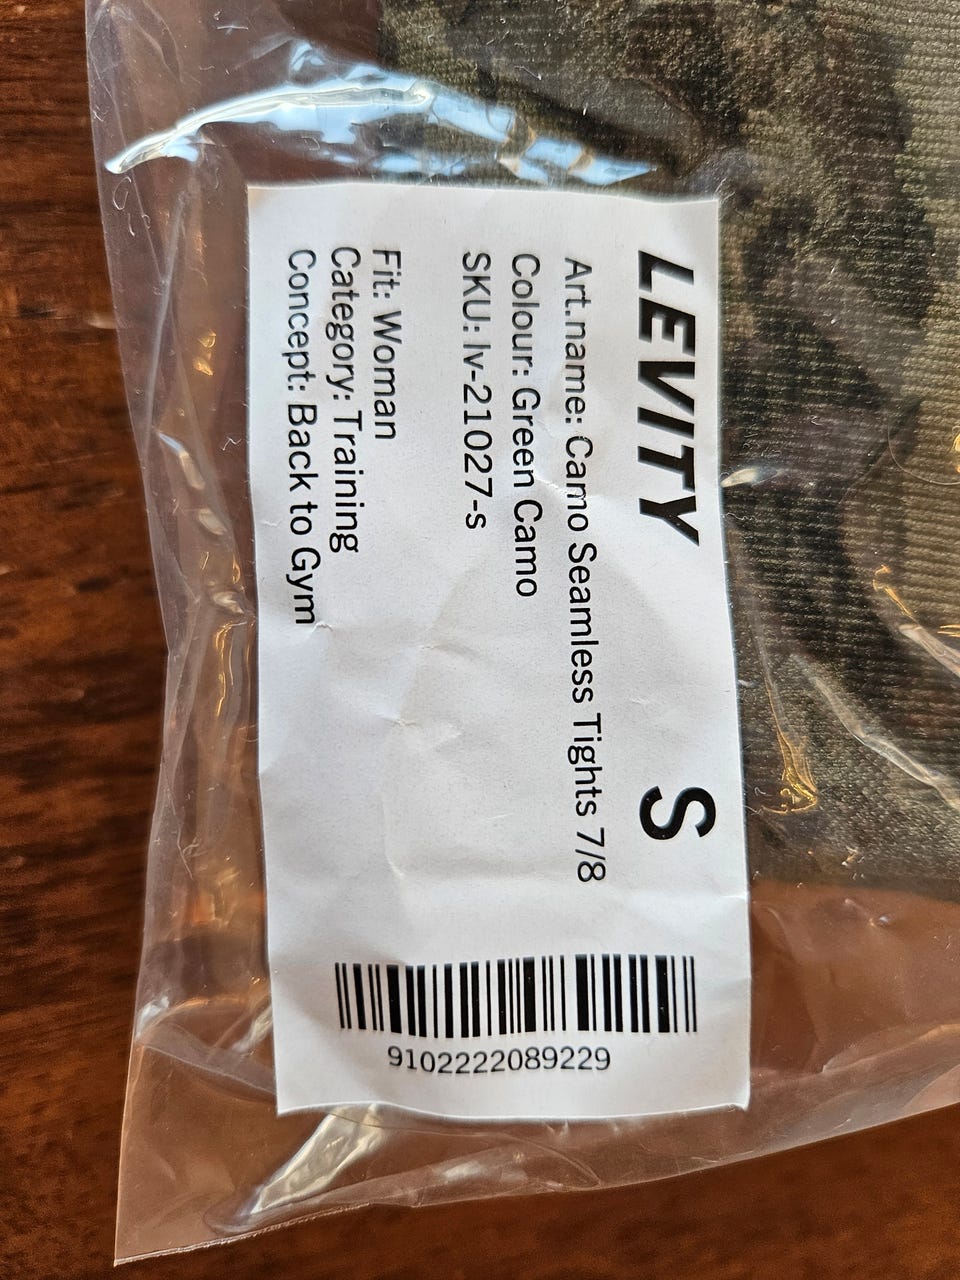 LEVITY S
Art.name: Camo Seamless Tights 7/8
Colour: Green Camo
SKU: lv-21027-s
Fit: Woman
Category: Training
Concept: Back to Gym
9102222089229